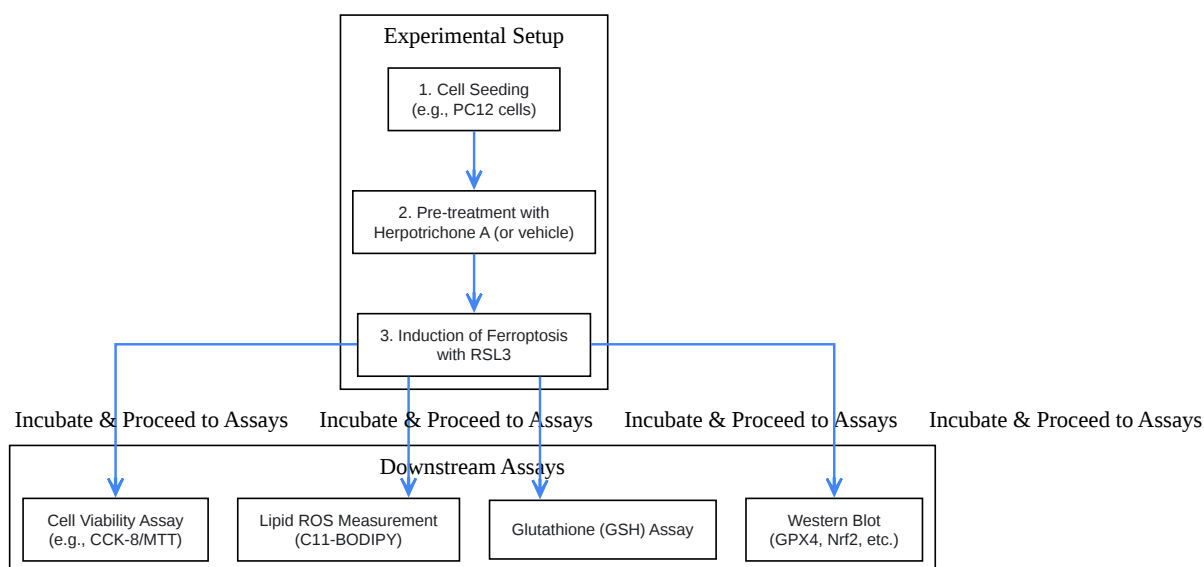 Experimental Setup
1. Cell Seeding
(e.g., PC12 cells)
2. Pre-treatment with
Herpotrichone A (or vehicle)
3. Induction of Ferroptosis
with RSL3
Incubate & Proceed to Assays
Incubate & Proceed to Assays
Incubate & Proceed to Assays
Incubate & Proceed to Assays
Downstream Assays
Cell Viability Assay
(e.g., CCK-8/MTT)
Lipid ROS Measurement
(C11-BODIPY)
Glutathione (GSH) Assay
Western Blot
(GPX4, Nrf2, etc.)